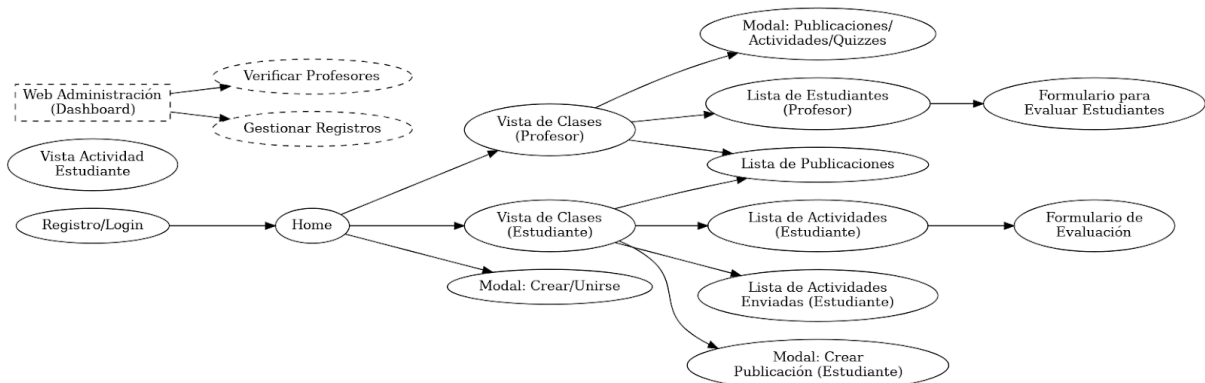 Web Administración
(Dashboard)
Verificar Profesores
Gestionar Registros
Vista Actividad
Estudiante
Registro/Login
Home
Vista de Clases
(Profesor)
Vista de Clases
(Estudiante)
Modal: Crear/Unirse
Modal: Publicaciones/
Actividades/Quizzes
Lista de Estudiantes
(Profesor)
Lista de Publicaciones
Lista de Actividades
(Estudiante)
Lista de Actividades
Enviadas (Estudiante)
Modal: Crear
Publicación (Estudiante)
Formulario para
Evaluar Estudiantes
Formulario de
Evaluación